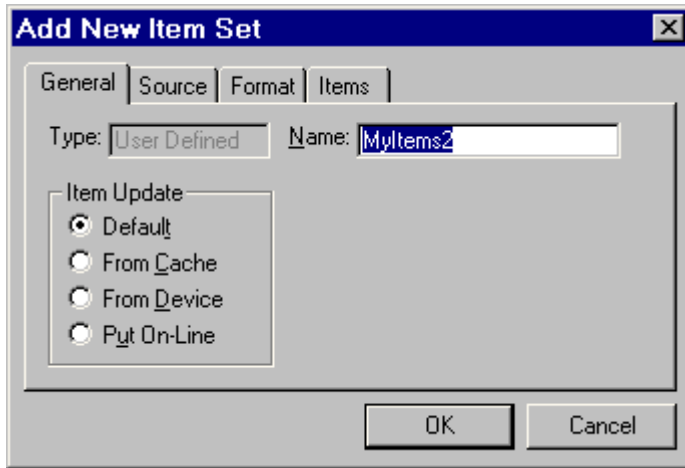 Add New Item Set
General Source Format Items
Type: User Defined Name: MyItems2
Item Update
Default
From Cache
From Device
Put On-Line
OK Cancel